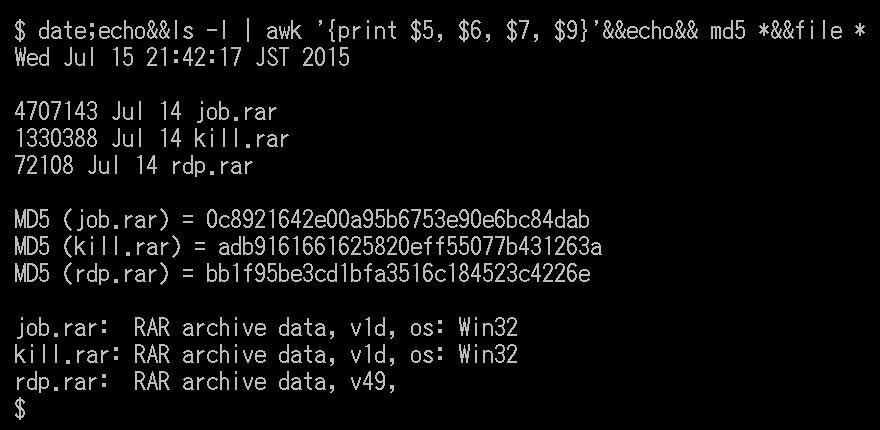 $ date;echo&&ls -l | awk '{print $5, $6, $7, $9}'&&echo&& md5 *&&file *
Wed Jul 15 21:42:17 JST 2015
4707143 Jul 14 job.rar
1330388 Jul 14 kill.rar
72108 Jul 14 rdp.rar
MD5 (job.rar) = 0c8921642e00a95b6753e90e6bc84dab
MD5 (kill.rar) = adb9161661625820eff55077b431263a
MD5 (rdp.rar) = bb1f95be3cd1bfa3516c184523c4226e
job.rar:  RAR archive data, v1d, os: Win32
kill.rar: RAR archive data, v1d, os: Win32
rdp.rar:  RAR archive data, v49,
$